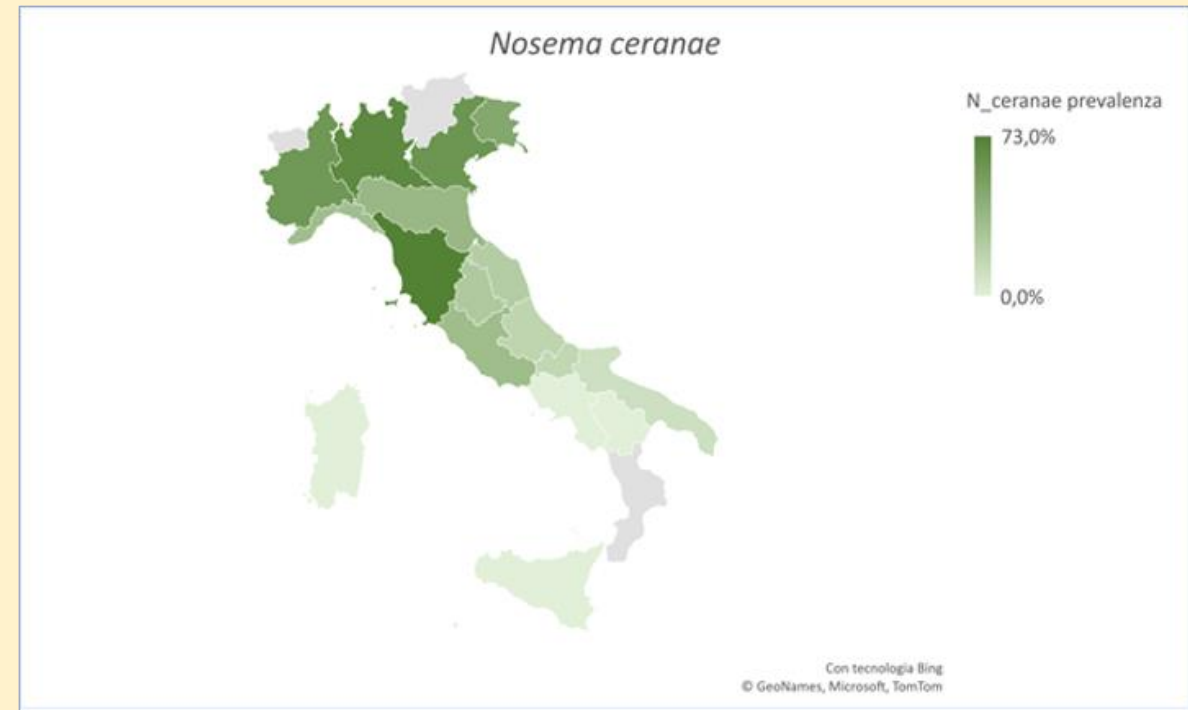 Nosema ceranae
N_ceranae prevalenza
73,0%
0,0%
Con tecnologia Bing
© GeoNames, Microsoft, TomTom